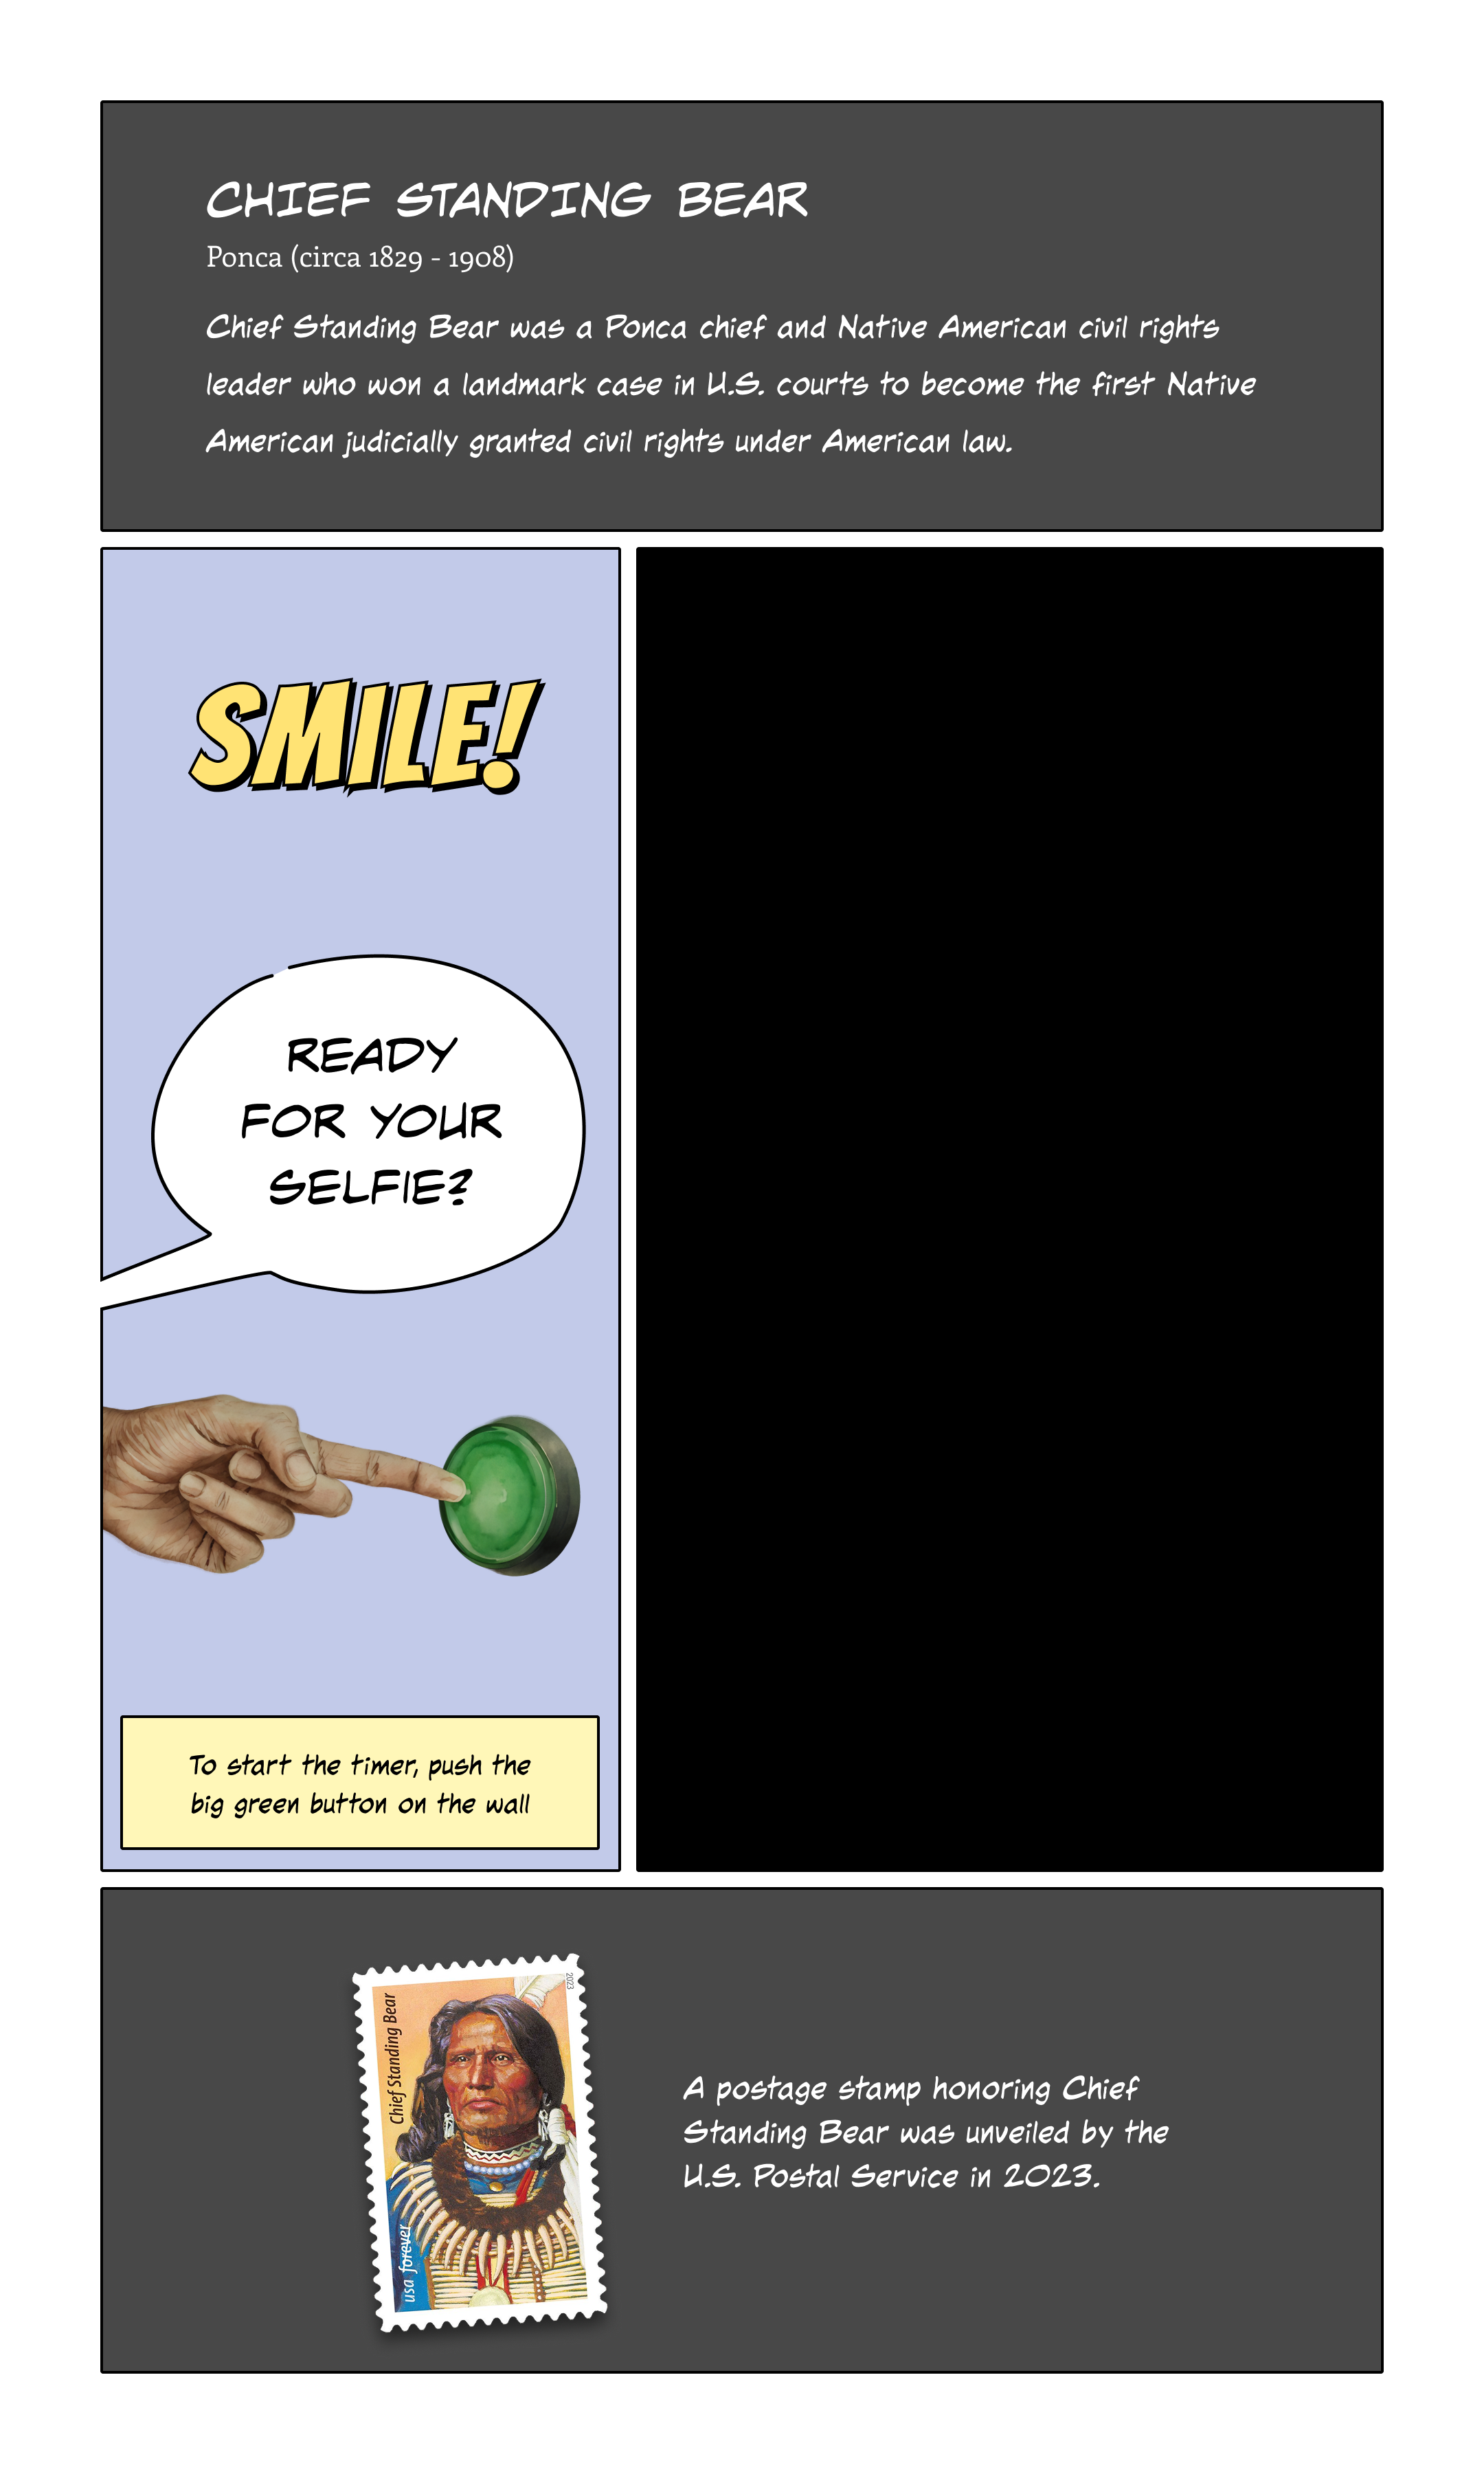 CHIEF STANDING BEAR
Ponca (circa 1829 - 1908)
Chief Standing Bear was a Ponca chief and Native American civil rights
leader who won a landmark case in U.S. courts to become the first Native
American judicially granted civil rights under American law.
SMILE!
READY
FOR YOUR
SELFIE?
To start the timer, push the
big green button on the wall
Chief Standing Bear
2023
usa forever
A postage stamp honoring Chief
Standing Bear was unveiled by the
U.S. Postal Service in 2023.